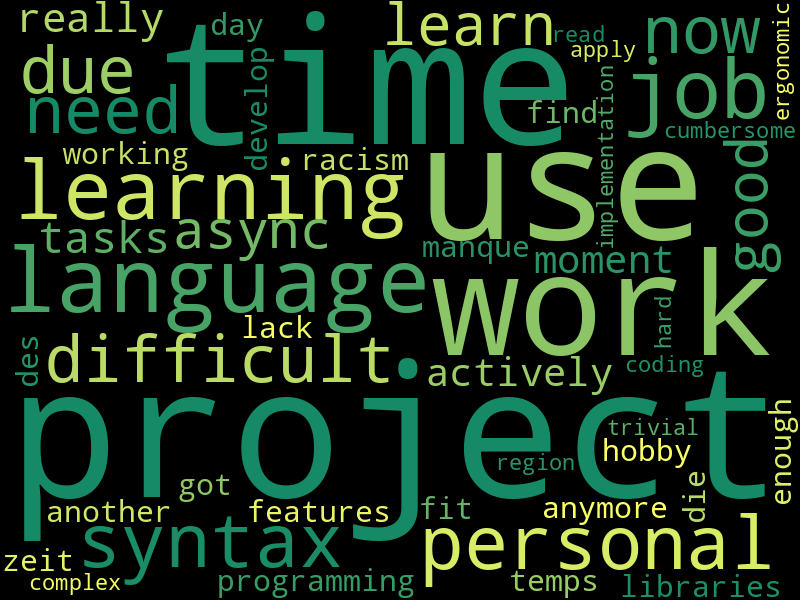 really
day
time
learn
read
now
ergonomic
apply
due
develop
job
need
find
implementation
cumbersome
working
racism
use
good
learning
tasks
async
manque
moment
language
work
lack
hard
des
difficult
actively
coding
project
trivial
enough
hobby
region
got
die
another
features
fit
anymore
syntax
personal
zeit
complex
programming
temps
libraries